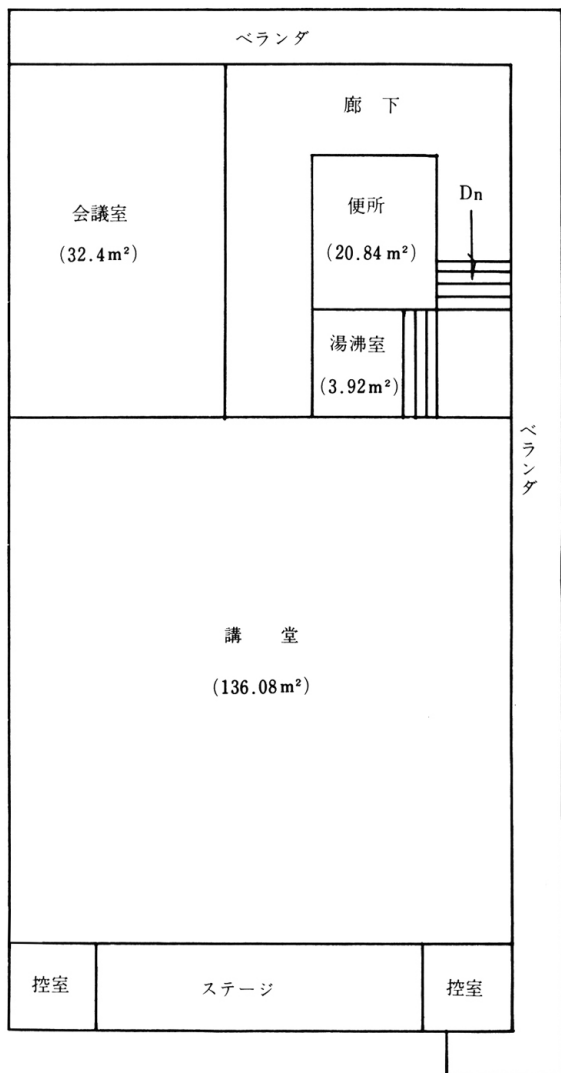 ベランダ
廊 下
会議室
(32.4m²)
便所
(20.84m²)
Dn
湯沸室
(3.92m²)
ベランダ
講 堂
(136.08m²)
控室
ステージ
控室